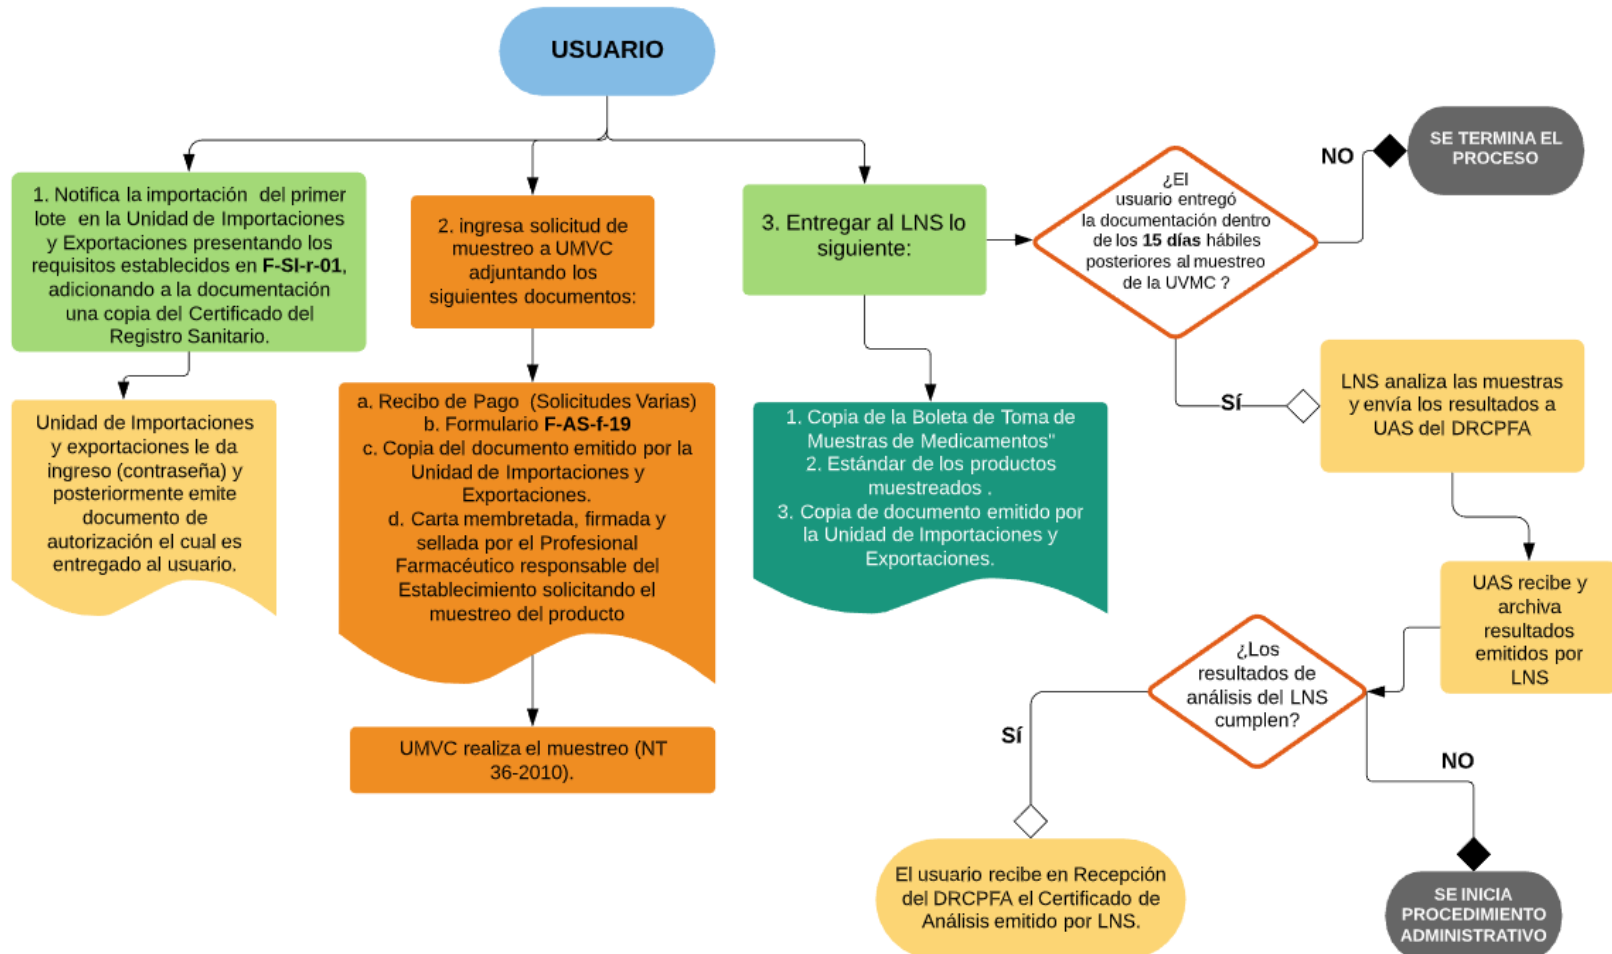 USUARIO
1. Notifica la importación del primer
lote en la Unidad de Importaciones
y Exportaciones presentando los
requisitos establecidos en F-SI-r-01,
adicionando a la documentación
una copia del Certificado del
Registro Sanitario.
Unidad de Importaciones
y exportaciones le da
ingreso (contraseña) y
posteriormente emite
documento de
autorización el cual es
entregado al usuario.
2. ingresa solicitud de
muestreo a UMVC
adjuntando los
siguientes documentos:
a. Recibo de Pago (Solicitudes Varias)
b. Formulario F-AS-f-19
c. Copia del documento emitido por la
Unidad de Importaciones y
Exportaciones.
d. Carta membretada, firmada y
sellada por el Profesional
Farmacéutico responsable del
Establecimiento solicitando el
muestreo del producto
UMVC realiza el muestreo (NT
36-2010).
3. Entregar al LNS lo
siguiente:
1. Copia de la Boleta de Toma de
Muestras de Medicamentos"
2. Estándar de los productos
muestreados .
3. Copia de documento emitido por
la Unidad de Importaciones y
Exportaciones.
¿El
usuario entregó
la documentación dentro
de los 15 días hábiles
posteriores al muestreo
de la UVMC ?
NO
SE TERMINA EL
PROCESO
Sí
LNS analiza las muestras
y envía los resultados a
UAS del DRCPFA
UAS recibe y
archiva
resultados
emitidos por
LNS
¿Los
resultados de
análisis del LNS
cumplen?
Sí
El usuario recibe en Recepción
del DRCPFA el Certificado de
Análisis emitido por LNS.
NO
SE INICIA
PROCEDIMIENTO
ADMINISTRATIVO